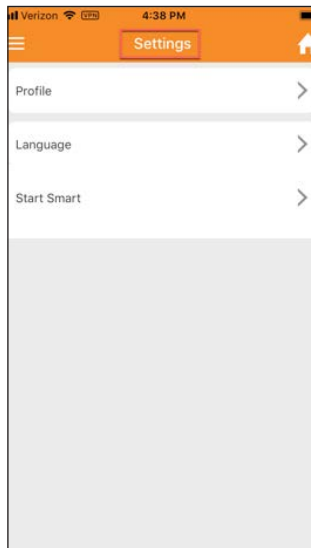 Verizon VPN 4:38 PM
Settings
Profile
Language
Start Smart